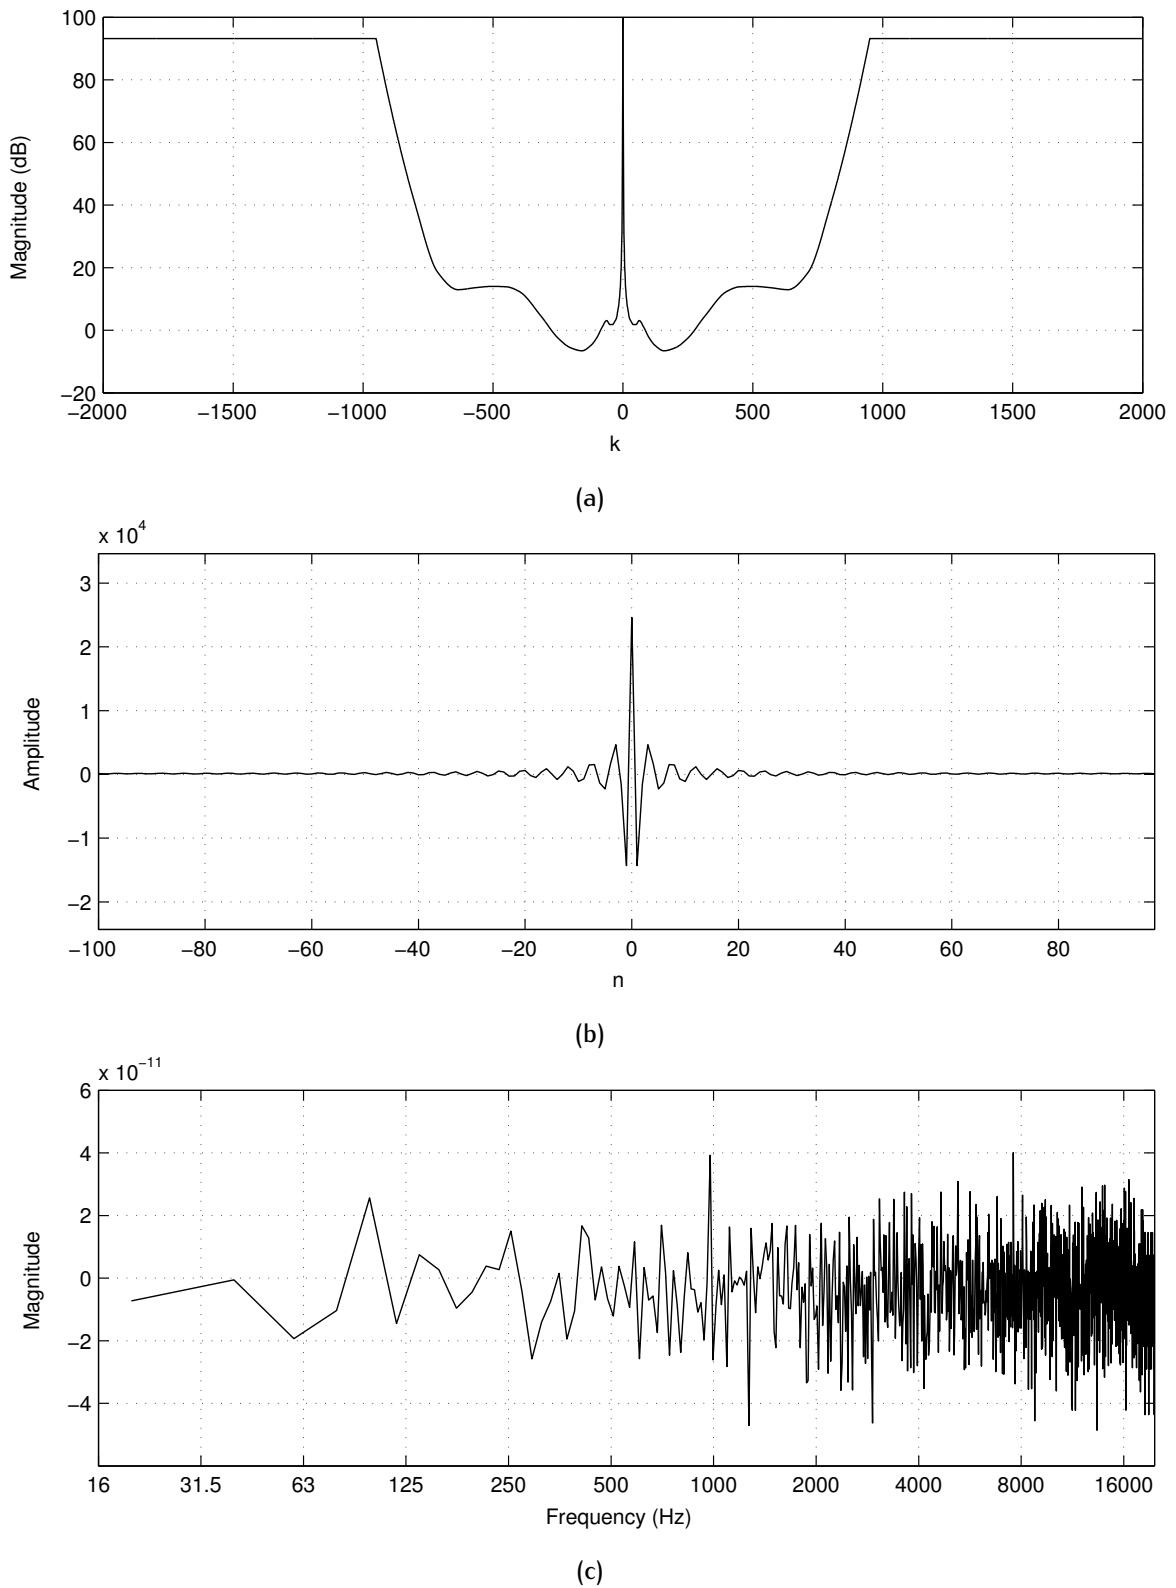 100
80
60
40
20
0
−20
Magnitude (dB)
−2000 −1500 −1000 −500 0 500 1000 1500 2000
k
(a)
x 10^4
3
2
1
0
−1
−2
Amplitude
−100 −80 −60 −40 −20 0 20 40 60 80
n
(b)
x 10^−11
6
4
2
0
−2
−4
Magnitude
16 31.5 63 125 250 500 1000 2000 4000 8000 16000
Frequency (Hz)
(c)